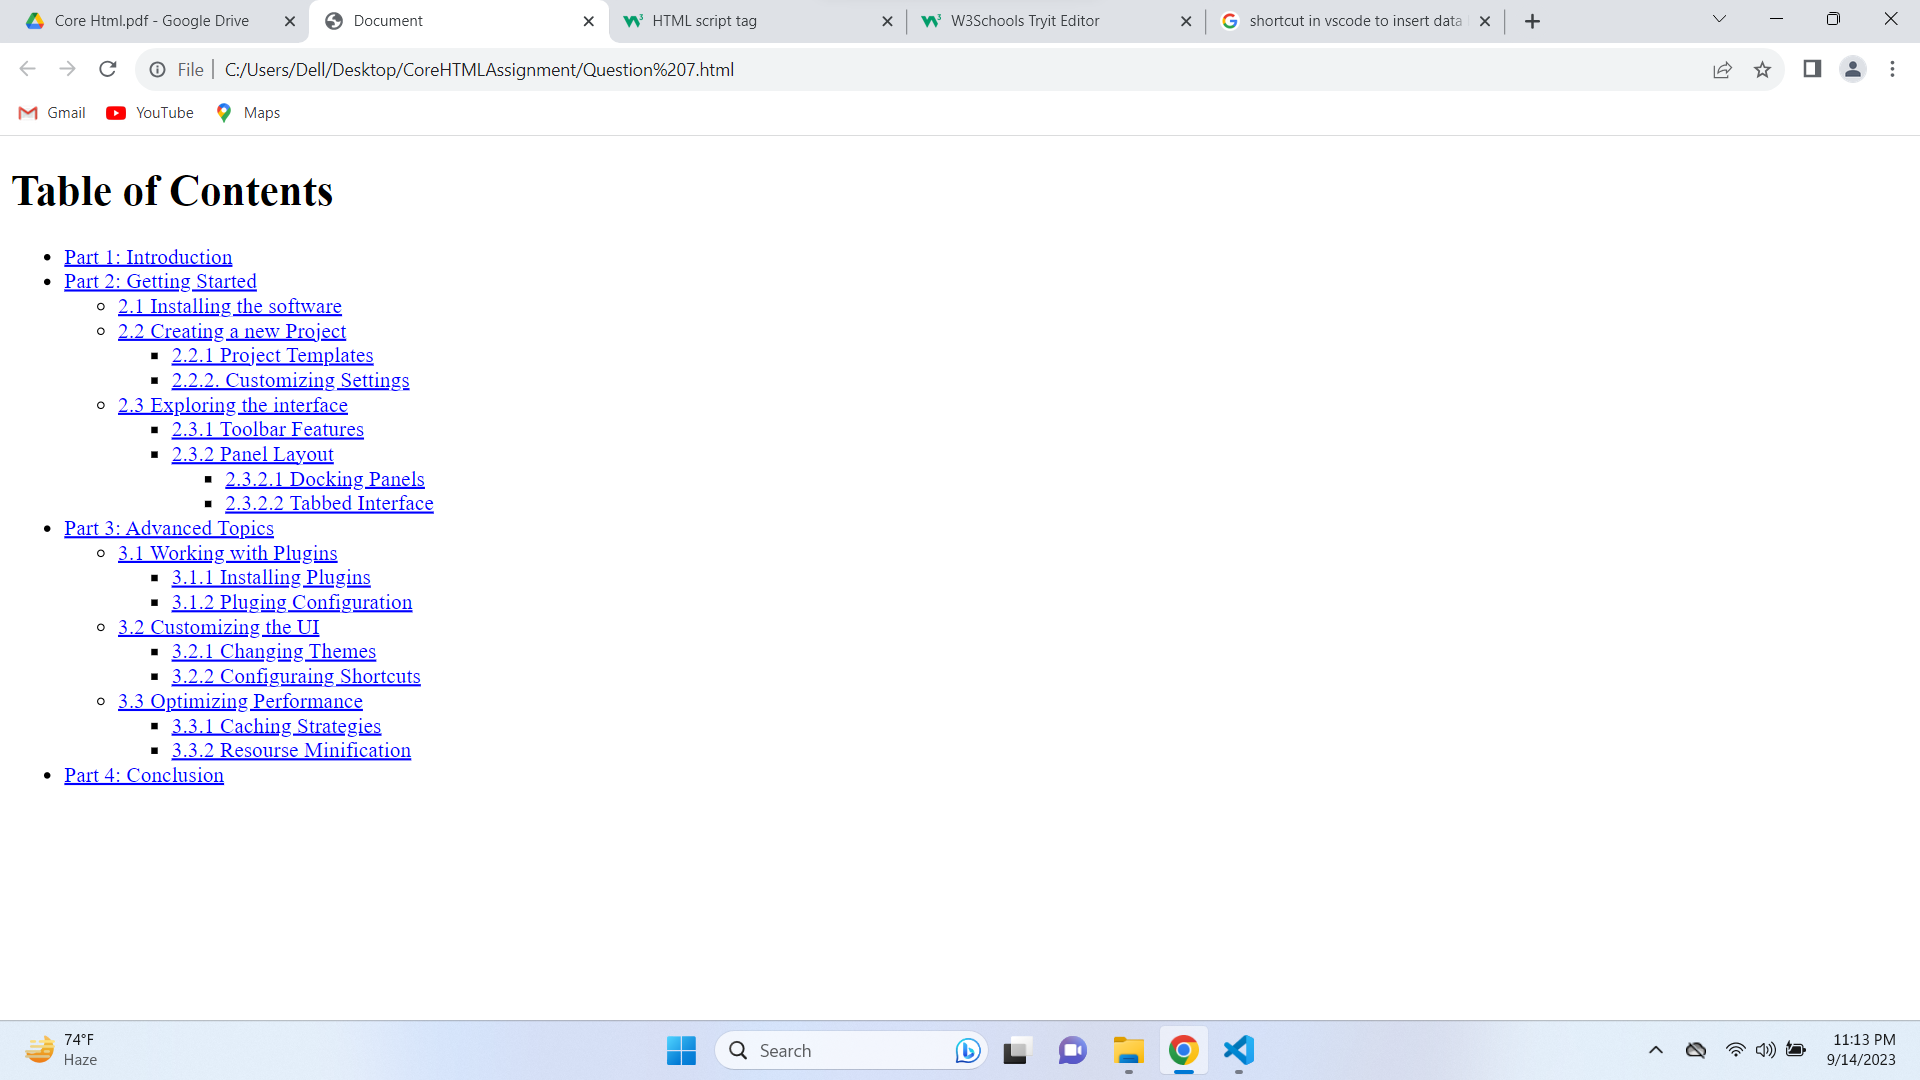 Core Html.pdf - Google Drive
Document
HTML script tag
W3Schools Tryit Editor
shortcut in vscode to insert data
File
C:/Users/Dell/Desktop/CoreHTMLAssignment/Question%207.html
Gmail
YouTube
Maps
Table of Contents
Part 1: Introduction
Part 2: Getting Started
2.1 Installing the software
2.2 Creating a new Project
2.2.1 Project Templates
2.2.2. Customizing Settings
2.3 Exploring the interface
2.3.1 Toolbar Features
2.3.2 Panel Layout
2.3.2.1 Docking Panels
2.3.2.2 Tabbed Interface
Part 3: Advanced Topics
3.1 Working with Plugins
3.1.1 Installing Plugins
3.1.2 Pluging Configuration
3.2 Customizing the UI
3.2.1 Changing Themes
3.2.2 Configuraing Shortcuts
3.3 Optimizing Performance
3.3.1 Caching Strategies
3.3.2 Resourse Minification
Part 4: Conclusion
74°F
Haze
Search
11:13 PM
9/14/2023